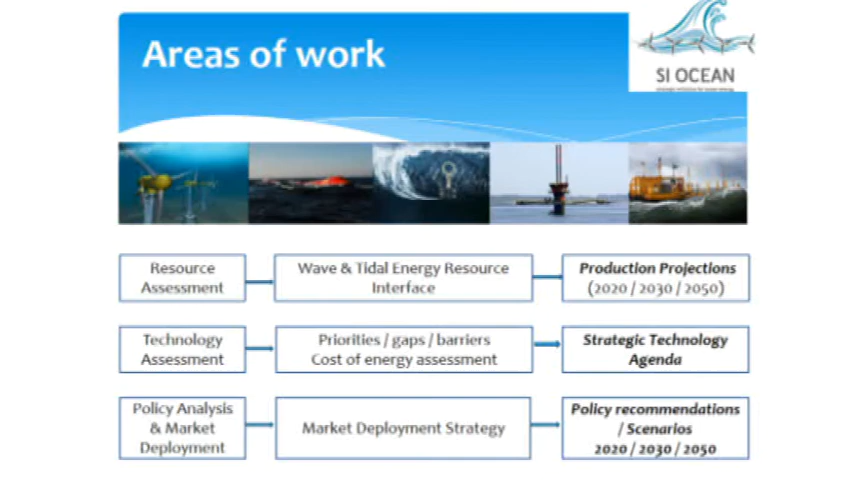 Areas of work
SI OCEAN
Resource
Assessment
Wave & Tidal Energy Resource
Interface
Production Projections
(2020 / 2030 / 2050)
Technology
Assessment
Priorities / gaps / barriers
Cost of energy assessment
Strategic Technology
Agenda
Policy Analysis
& Market
Deployment
Market Deployment Strategy
Policy recommendations
/ Scenarios
2020 / 2030 / 2050